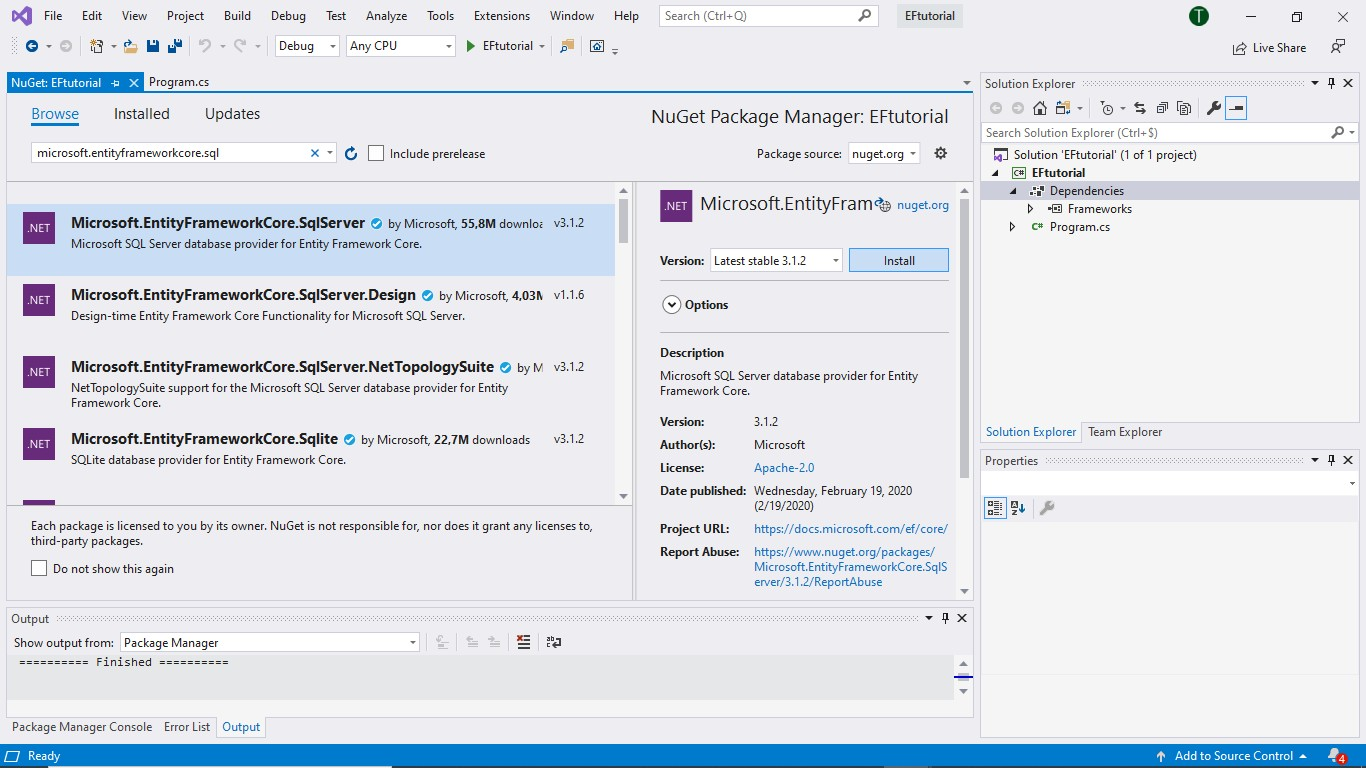 File Edit View Project Build Debug Test Analyze Tools Extensions Window Help Search (Ctrl+Q) EFtutorial T
Debug Any CPU EFtutorial Live Share
NuGet: EFtutorial Program.cs
Browse Installed Updates NuGet Package Manager: EFtutorial
microsoft.entityframeworkcore.sql Include prerelease Package source: nuget.org
.NET Microsoft.EntityFrameworkCore.SqlServer by Microsoft, 55,8M downloa v3.1.2
Microsoft SQL Server database provider for Entity Framework Core.
.NET Microsoft.EntityFrameworkCore.SqlServer.Design by Microsoft, 4,03M v1.1.6
Design-time Entity Framework Core Functionality for Microsoft SQL Server.
.NET Microsoft.EntityFrameworkCore.SqlServer.NetTopologySuite by M v3.1.2
NetTopologySuite support for the Microsoft SQL Server database provider for Entity
Framework Core.
.NET Microsoft.EntityFrameworkCore.Sqlite by Microsoft, 22,7M downloads v3.1.2
SQLite database provider for Entity Framework Core.
Each package is licensed to you by its owner. NuGet is not responsible for, nor does it grant any licenses to,
third-party packages.
Do not show this again
.NET Microsoft.EntityFram nuget.org
Version: Latest stable 3.1.2 Install
Options
Description
Microsoft SQL Server database provider for Entity
Framework Core.
Version: 3.1.2
Author(s): Microsoft
License: Apache-2.0
Date published: Wednesday, February 19, 2020
(2/19/2020)
Project URL: https://docs.microsoft.com/ef/core/
Report Abuse: https://www.nuget.org/packages/
Microsoft.EntityFrameworkCore.SqlS
erver/3.1.2/ReportAbuse
Output
Show output from: Package Manager
========== Finished ==========
Package Manager Console Error List Output
Solution Explorer
Search Solution Explorer (Ctrl+$)
Solution 'EFtutorial' (1 of 1 project)
C# EFtutorial
Dependencies
Frameworks
C# Program.cs
Solution Explorer Team Explorer
Properties
Ready Add to Source Control 4